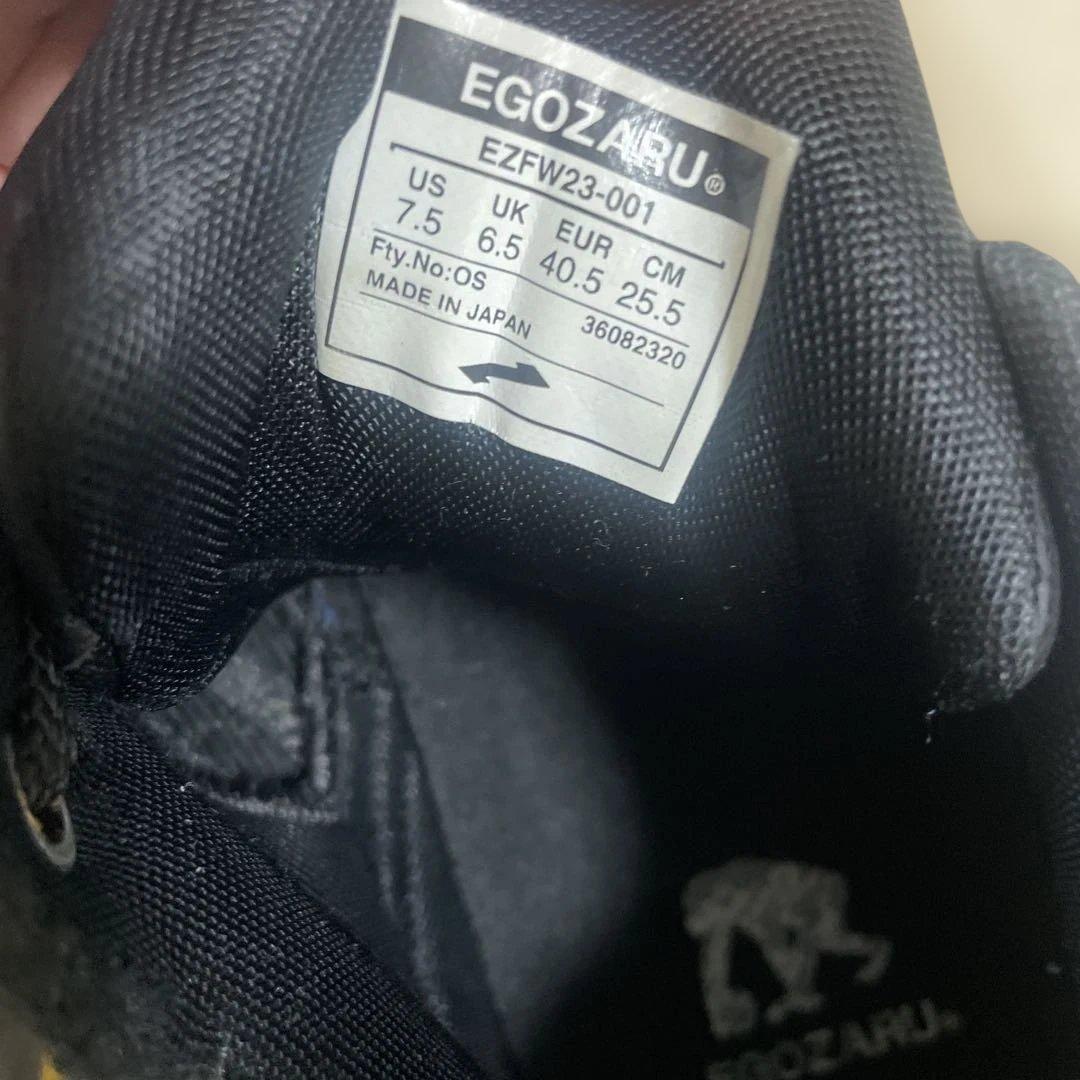 EGOZARU®
EZFW23-001
US UK EUR CM
7.5 6.5 40.5 25.5
Fty.No:OS 36082320
MADE IN JAPAN
EGOZARU